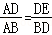 AD/AB = DE/BD